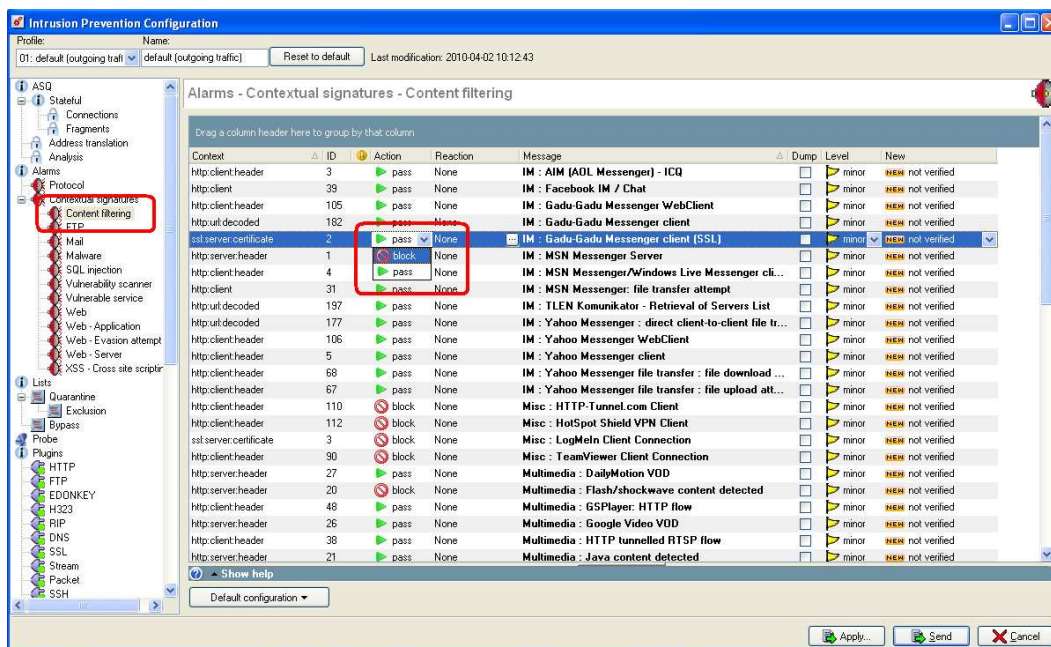 Intrusion Prevention Configuration
Profile: Name:
01: default (outgoing trafl default (outgoing traffic) Reset to default Last modification: 2010-04-02 10:12:43
ASQ
Stateful
Connections
Fragments
Address translation
Analysis
Alarms
Protocol
Contextual signatures
Content filtering
FTP
Mail
Malware
SQL injection
Vulnerability scanner
Vulnerable service
Web
Web - Application
Web - Evasion attempt
Web - Server
XSS - Cross site scriptir
Lists
Quarantine
Exclusion
Bypass
Probe
Plugins
HTTP
FTP
EDONKEY
H323
RIP
DNS
SSL
Stream
Packet
SSH
Alarms - Contextual signatures - Content filtering
Drag a column header here to group by that column
Context ID Action Reaction Message Dump Level New
http:client:header 3 pass None IM : AIM (AOL Messenger) - ICQ minor NEW not verified
http:client 39 pass None IM : Facebook IM / Chat minor NEW not verified
http:client:header 105 pass None IM : Gadu-Gadu Messenger WebClient minor NEW not verified
http:url:decoded 182 pass None IM : Gadu-Gadu Messenger client minor NEW not verified
ssl:server:certificate 2 pass None ... IM : Gadu-Gadu Messenger client (SSL) minor NEW not verified
http:server:header 1 block None IM : MSN Messenger Server minor NEW not verified
http:client:header 4 pass None IM : MSN Messenger/Windows Live Messenger cli... minor NEW not verified
http:client 31 pass None IM : MSN Messenger: file transfer attempt minor NEW not verified
http:url:decoded 197 pass None IM : TLEN Komunikator - Retrieval of Servers List minor NEW not verified
http:url:decoded 177 pass None IM : Yahoo Messenger : direct client-to-client file tr... minor NEW not verified
http:client:header 106 pass None IM : Yahoo Messenger WebClient minor NEW not verified
http:client:header 5 pass None IM : Yahoo Messenger client minor NEW not verified
http:client:header 68 pass None IM : Yahoo Messenger file transfer : file download ... minor NEW not verified
http:client:header 67 pass None IM : Yahoo Messenger file transfer : file upload att... minor NEW not verified
http:client:header 110 block None Misc : HTTP-Tunnel.com Client minor NEW not verified
http:client:header 112 block None Misc : HotSpot Shield VPN Client minor NEW not verified
ssl:server:certificate 3 block None Misc : LogMeIn Client Connection minor NEW not verified
http:client:header 90 block None Misc : TeamViewer Client Connection minor NEW not verified
http:server:header 27 pass None Multimedia : DailyMotion VOD minor NEW not verified
http:server:header 20 block None Multimedia : Flash/shockwave content detected minor NEW not verified
http:client:header 48 pass None Multimedia : GSPlayer: HTTP flow minor NEW not verified
http:server:header 26 pass None Multimedia : Google Video VOD minor NEW not verified
http:client:header 38 pass None Multimedia : HTTP tunnelled RTSP flow minor NEW not verified
http:server:header 21 pass None Multimedia : Java content detected minor NEW not verified
Show help
Default configuration
Apply... Send Cancel